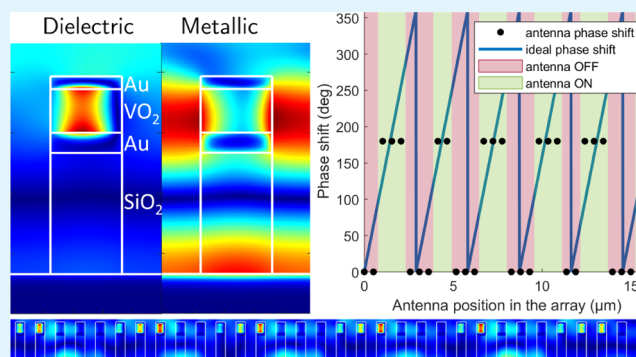 Dielectric
Metallic
Au
VO₂
Au
SiO₂
350
300
250
200
150
100
50
0
Phase shift (deg)
antenna phase shift
ideal phase shift
antenna OFF
antenna ON
0 5 10 15
Antenna position in the array (μm)